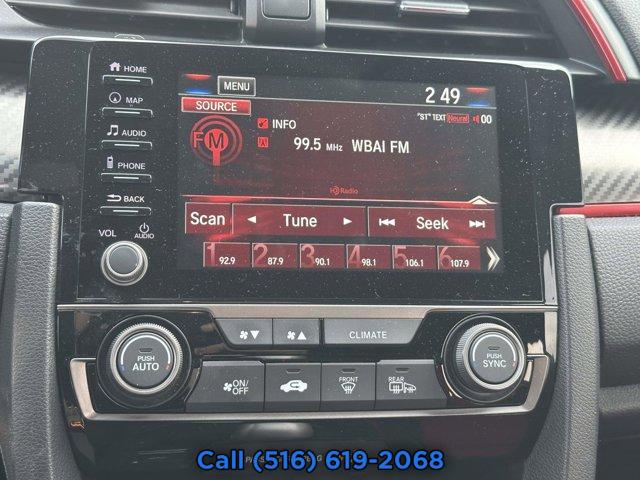 HOME
MAP
AUDIO
PHONE
BACK
VOL
AUDIO
MENU
2 49
SOURCE
"ST" TEXT Neural 00
INFO
FM
99.5 MHz WBAI FM
HD Radio
Scan Tune Seek
1 92.9 2 87.9 3 90.1 4 98.1 5 106.1 6 107.9
CLIMATE
PUSH
AUTO
PUSH
SYNC
ON/
OFF
FRONT
REAR
Call (516) 619-2068